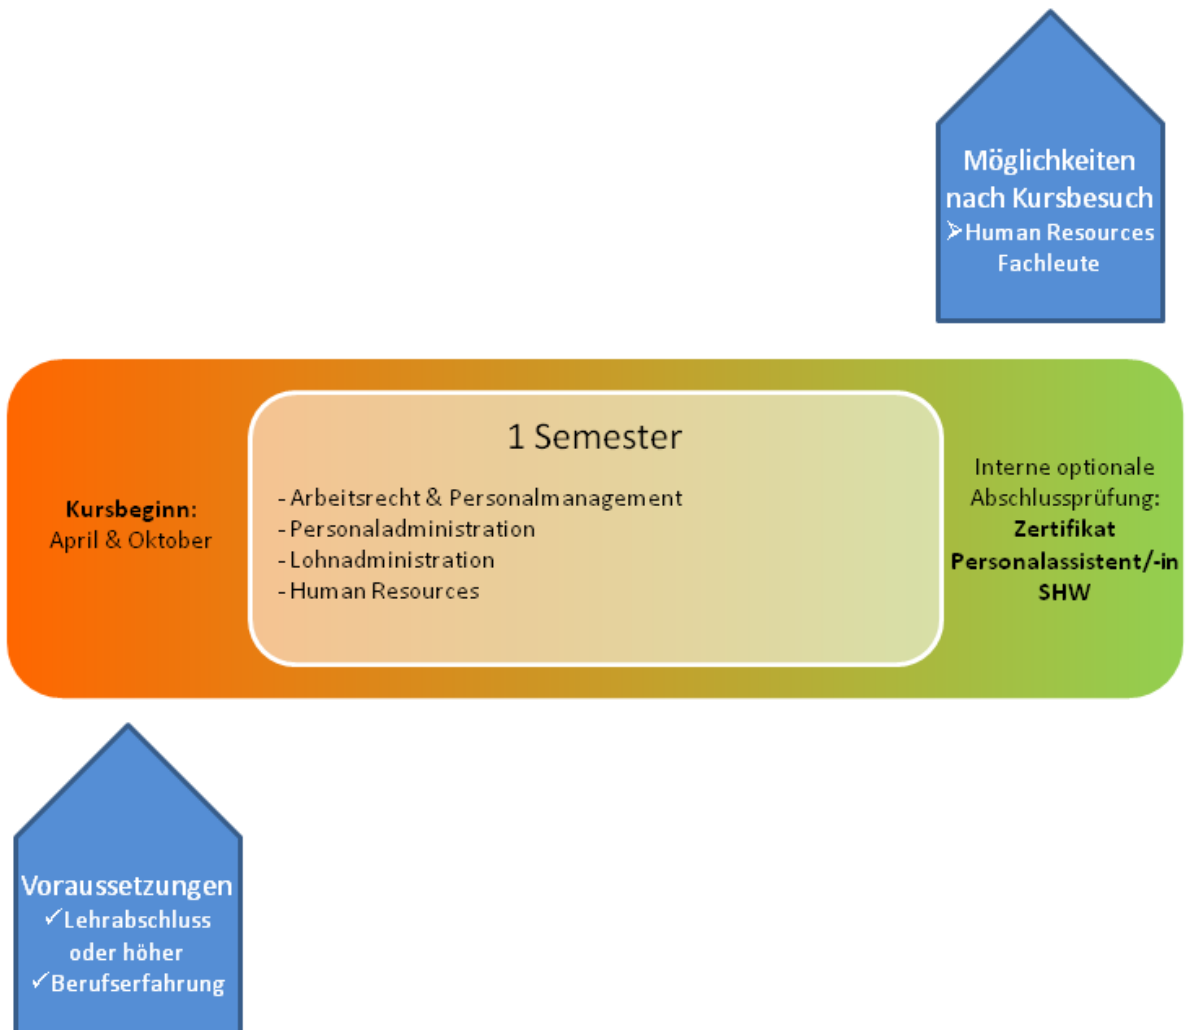 Möglichkeiten
nach Kursbesuch
➢Human Resources
Fachleute
1 Semester
- Arbeitsrecht & Personalmanagement
- Personaladministration
- Lohnadministration
- Human Resources
Kursbeginn:
April & Oktober
Interne optionale
Abschlussprüfung:
Zertifikat
Personalassistent/-in
SHW
Voraussetzungen
✓Lehrabschluss
oder höher
✓Berufserfahrung